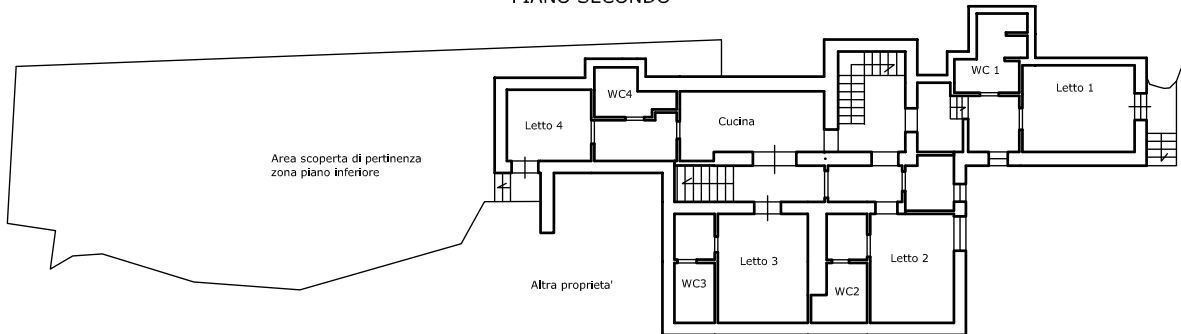 PIANO SECONDO
WC 1
Letto 1
WC4
Letto 4
Cucina
Area scoperta di pertinenza
zona piano inferiore
Letto 3
Letto 2
WC3
WC2
Altra proprieta'